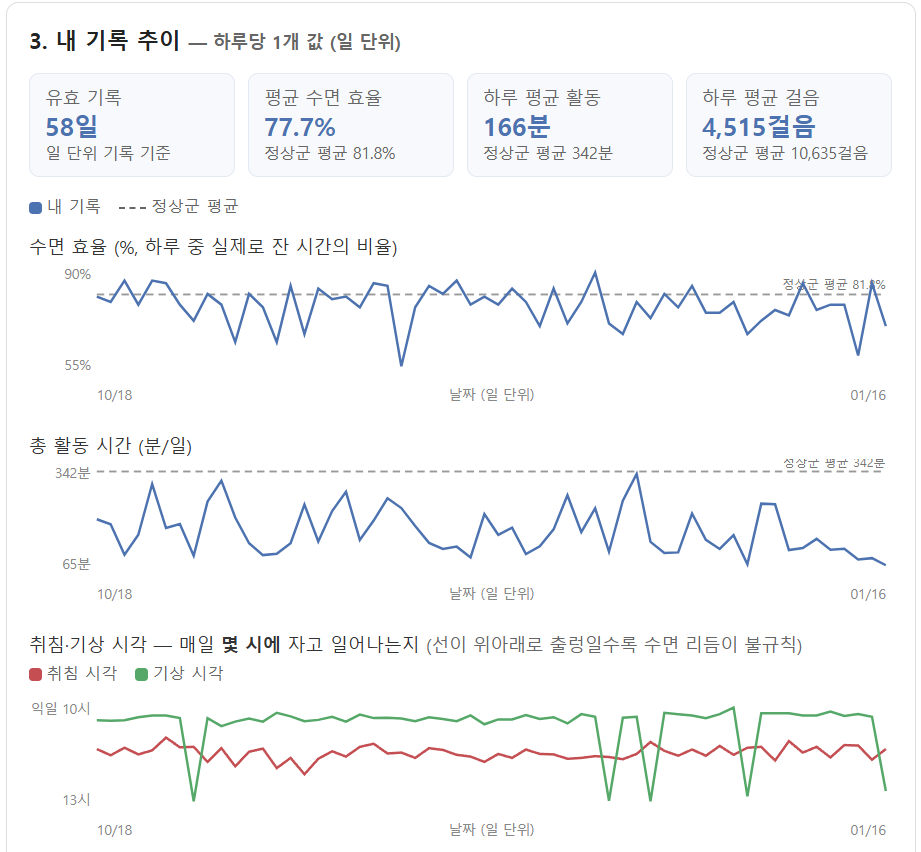 3. 내 기록 추이 — 하루당 1개 값 (일 단위)
유효 기록
58일
일 단위 기록 기준
평균 수면 효율
77.7%
정상군 평균 81.8%
하루 평균 활동
166분
정상군 평균 342분
하루 평균 걸음
4,515걸음
정상군 평균 10,635걸음
내 기록 정상군 평균
수면 효율 (%, 하루 중 실제로 잔 시간의 비율)
90%
정상군 평균 81.8%
55%
10/18 날짜 (일 단위) 01/16
총 활동 시간 (분/일)
정상군 평균 342분
342분
65분
10/18 날짜 (일 단위) 01/16
취침·기상 시각 — 매일 몇 시에 자고 일어나는지 (선이 위아래로 출렁일수록 수면 리듬이 불규칙)
취침 시각 기상 시각
익일 10시
13시
10/18 날짜 (일 단위) 01/16